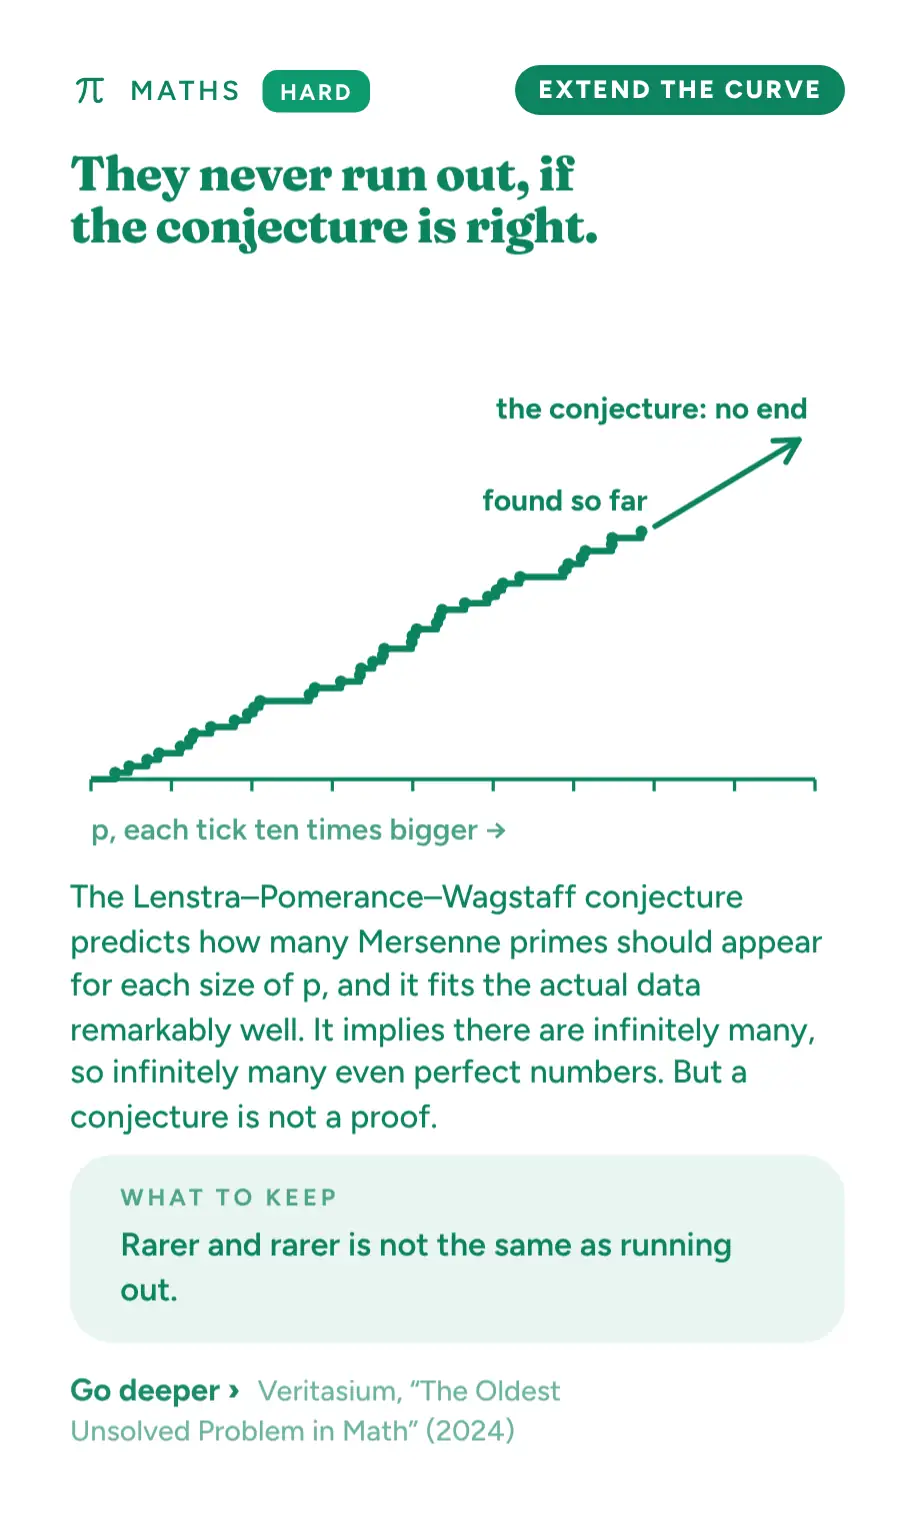 π MATHS HARD EXTEND THE CURVE
They never run out, if
the conjecture is right.
the conjecture: no end
found so far
p, each tick ten times bigger →
The Lenstra–Pomerance–Wagstaff conjecture
predicts how many Mersenne primes should appear
for each size of p, and it fits the actual data
remarkably well. It implies there are infinitely many,
so infinitely many even perfect numbers. But a
conjecture is not a proof.
WHAT TO KEEP
Rarer and rarer is not the same as running
out.
Go deeper › Veritasium, “The Oldest
Unsolved Problem in Math” (2024)